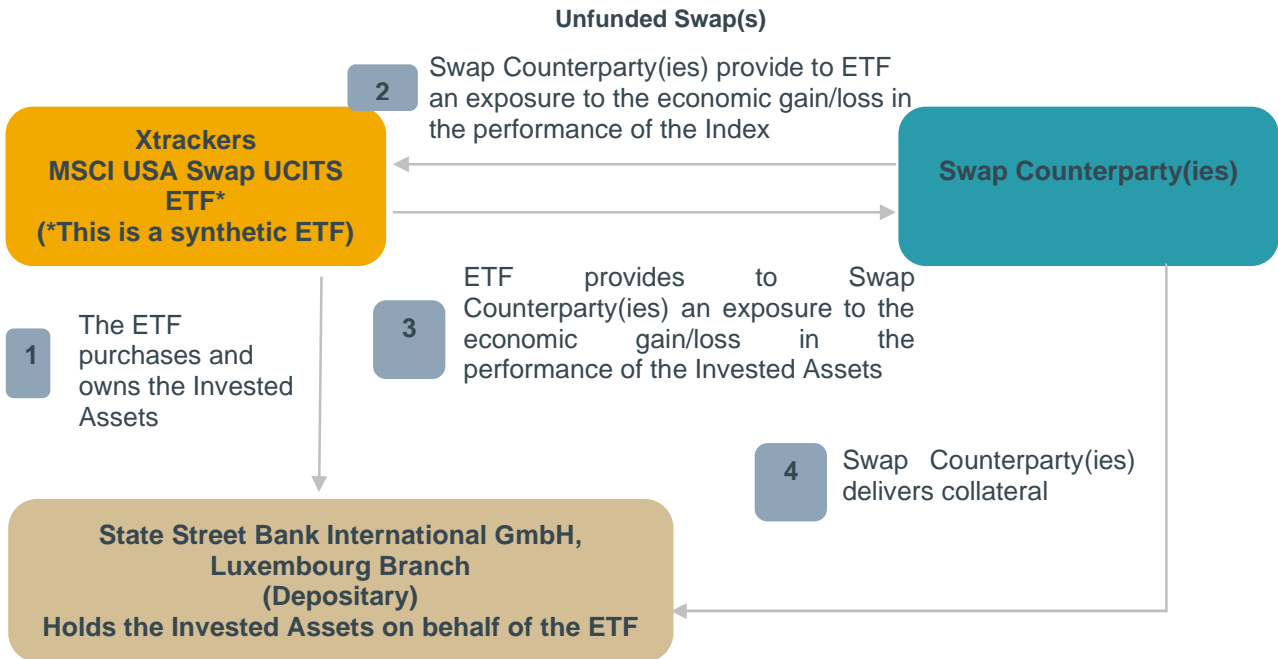 Unfunded Swap(s)
2
Swap Counterparty(ies) provide to ETF
an exposure to the economic gain/loss in
the performance of the Index
Xtrackers
MSCI USA Swap UCITS
ETF*
(*This is a synthetic ETF)
Swap Counterparty(ies)
1
The ETF
purchases and
owns the Invested
Assets
3
ETF provides to Swap
Counterparty(ies) an exposure to the
economic gain/loss in the
performance of the Invested Assets
4
Swap Counterparty(ies)
delivers collateral
State Street Bank International GmbH,
Luxembourg Branch
(Depositary)
Holds the Invested Assets on behalf of the ETF